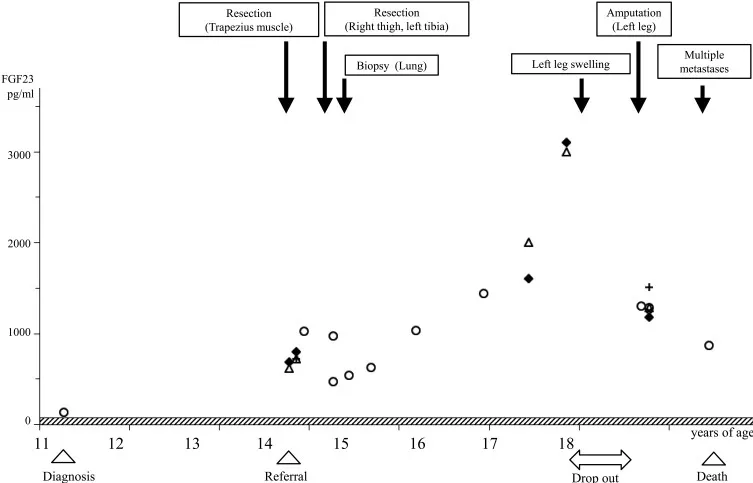 Resection
(Trapezius muscle)
Resection
(Right thigh, left tibia)
Biopsy (Lung)
Left leg swelling
Amputation
(Left leg)
Multiple
metastases
FGF23
pg/ml
3000
2000
1000
0
11 12 13 14 15 16 17 18
years of age
Diagnosis
Referral
Drop out
Death